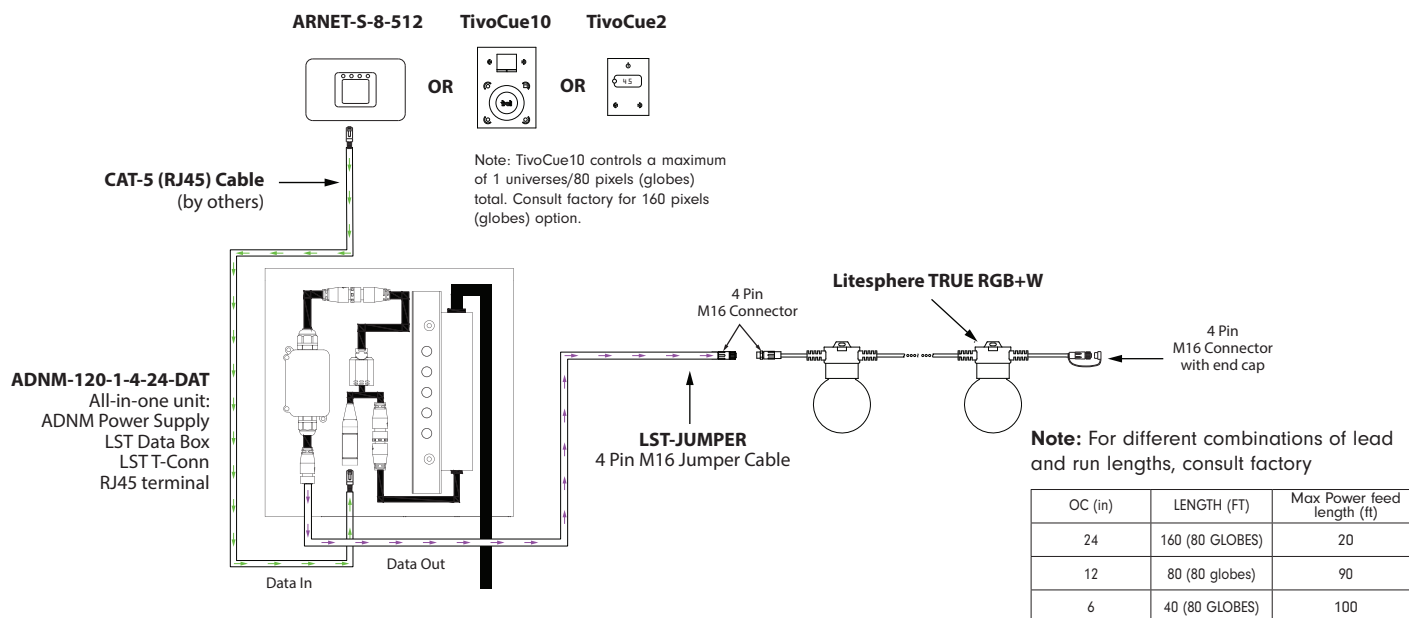 ARNET-S-8-512
TivoCue10
TivoCue2
OR
OR
45
Note: TivoCue10 controls a maximum
of 1 universes/80 pixels (globes)
total. Consult factory for 160 pixels
(globes) option.
CAT-5 (RJ45) Cable
(by others)
ADNM-120-1-4-24-DAT
All-in-one unit:
ADNM Power Supply
LST Data Box
LST T-Conn
RJ45 terminal
Data In
Data Out
4 Pin
M16 Connector
LST-JUMPER
4 Pin M16 Jumper Cable
Litesphere TRUE RGB+W
4 Pin
M16 Connector
with end cap
Note: For different combinations of lead
and run lengths, consult factory
OC (in) LENGTH (FT) Max Power feed
length (ft)
24 160 (80 GLOBES) 20
12 80 (80 globes) 90
6 40 (80 GLOBES) 100